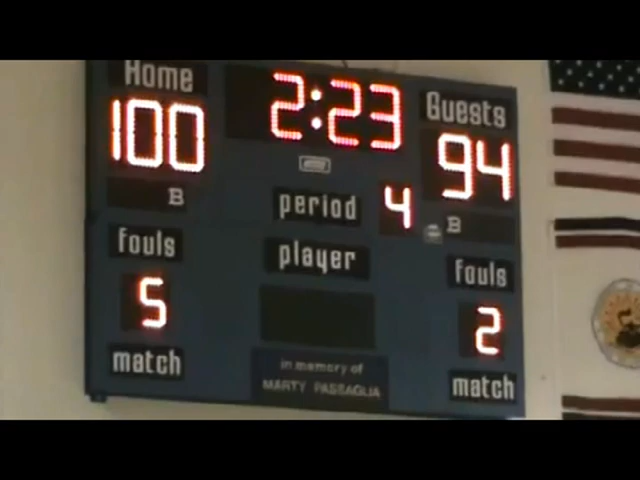 Home 2:23 Guests
100 94
B period 4 B
fouls player fouls
5 2
match match
in memory of
MARTY PASSAGLIA